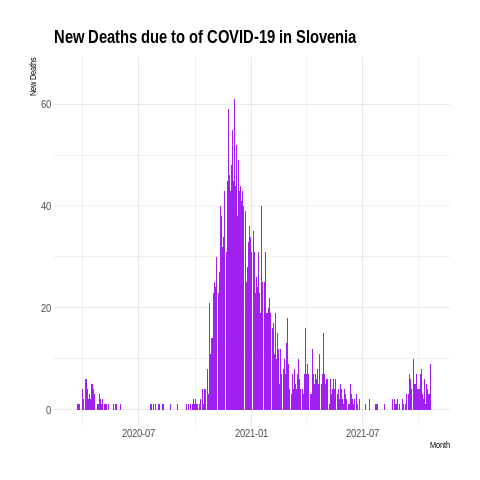 New Deaths due to of COVID-19 in Slovenia
New Deaths
60
40
20
0
2020-07
2021-01
2021-07
Month